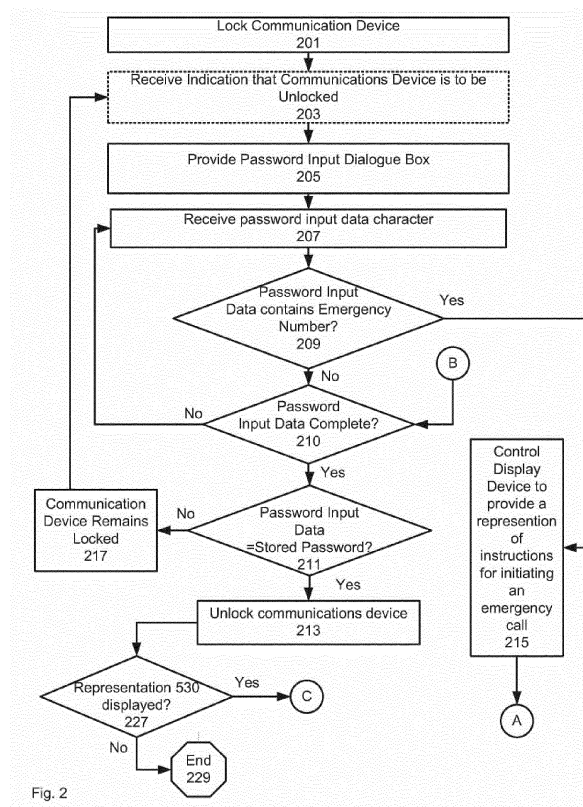 Lock Communication Device
201
Receive Indication that Communications Device is to be
Unlocked
203
Provide Password Input Dialogue Box
205
Receive password input data character
207
Password Input
Data contains Emergency
Number?
209
Yes
No
B
Password
Input Data Complete?
210
No
Yes
Control
Display
Device to
provide a
represention
of
instructions
for initiating
an
emergency
call
215
Communication
Device Remains
Locked
217
No
Password Input
Data
=Stored Password?
211
Yes
Unlock communications device
213
Representation 530
displayed?
227
Yes
C
A
No
End
229
Fig. 2